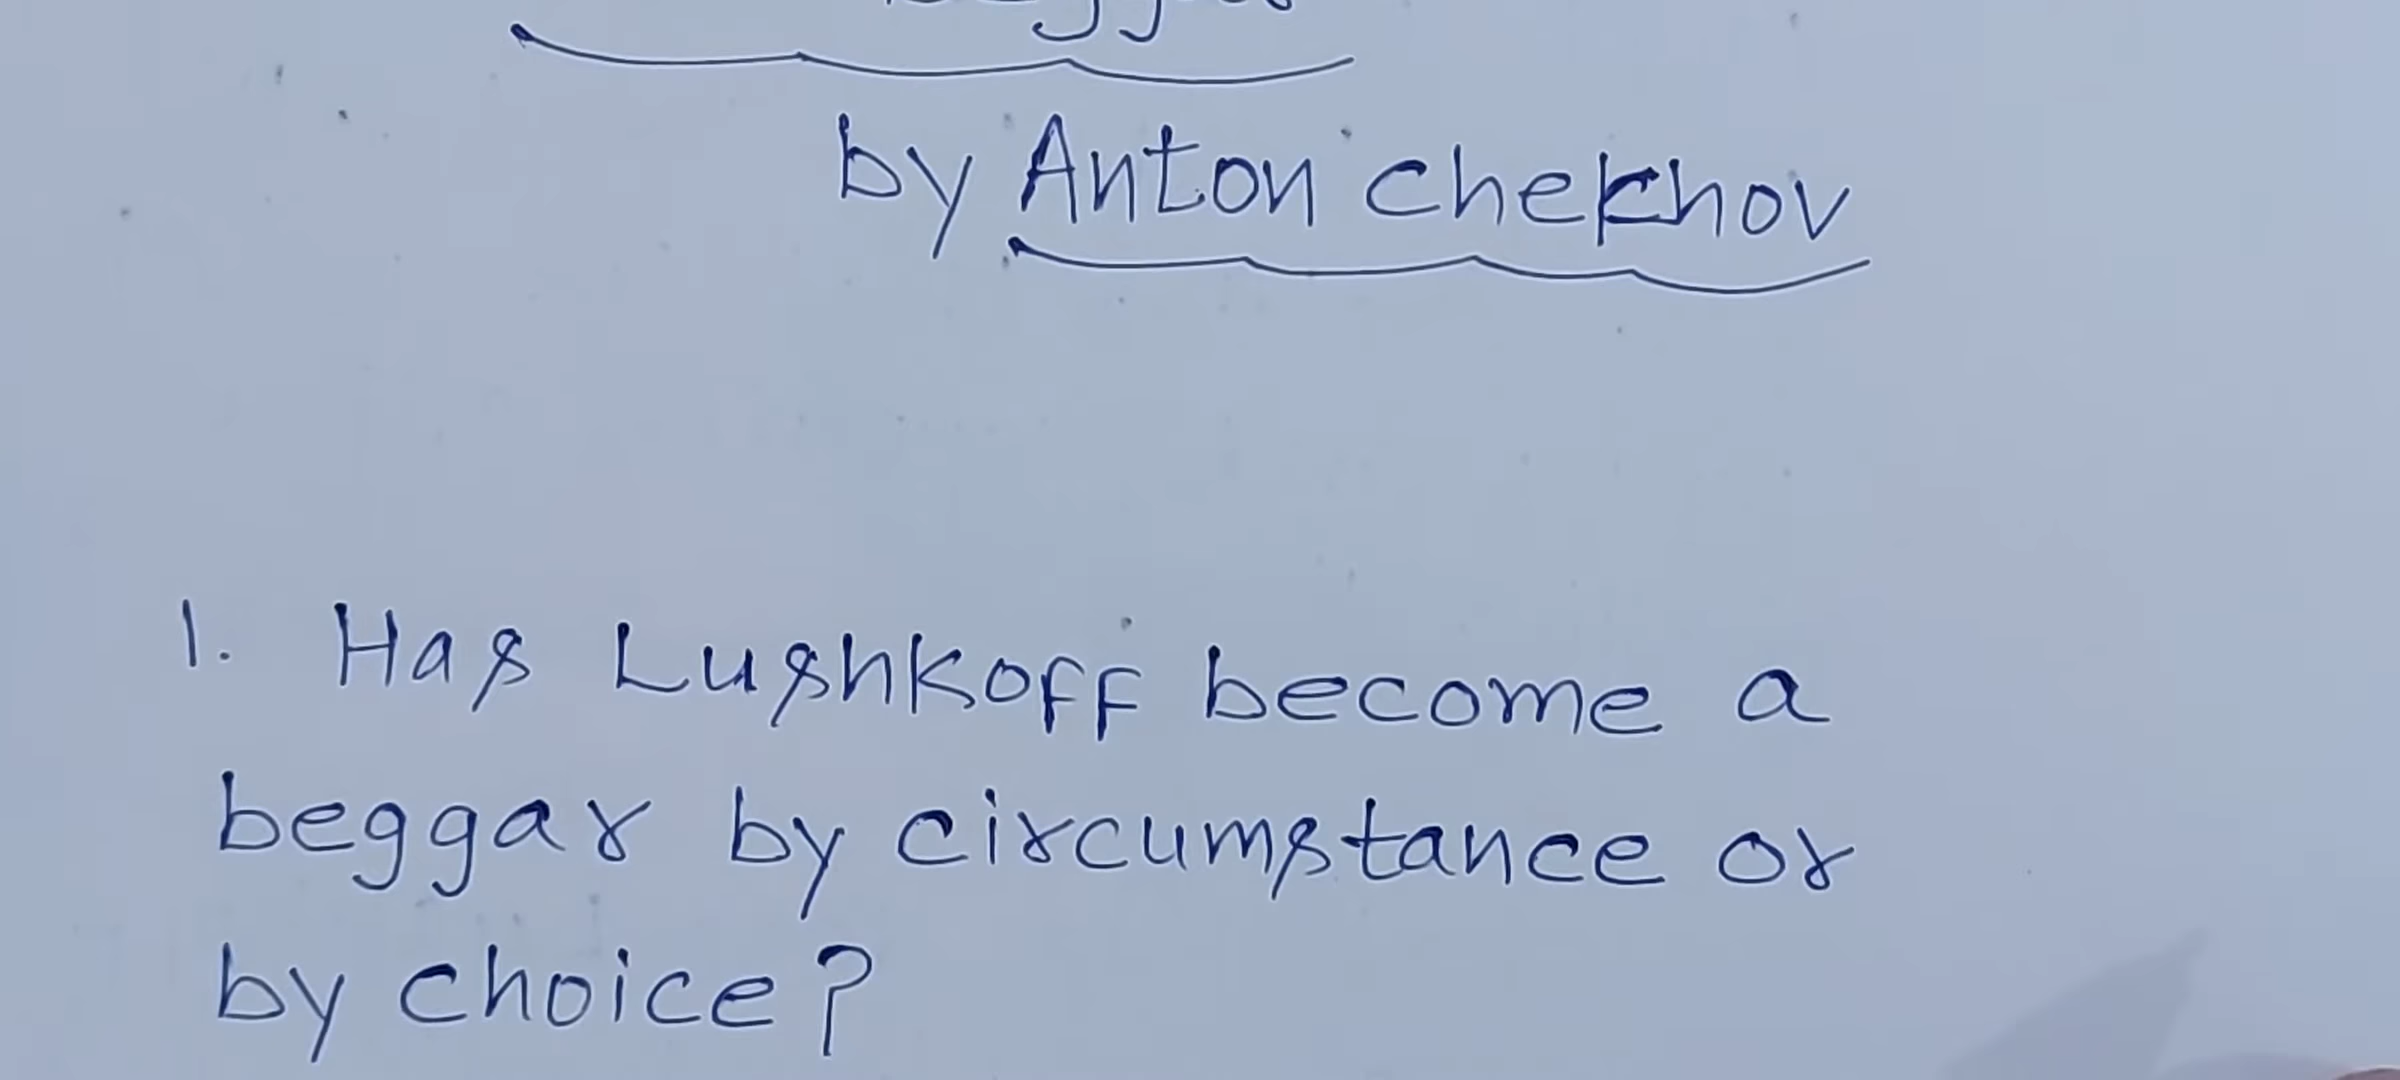 by Anton Chekhov
1. Has Lushkoff become a
beggar by circumstance or
by choice?